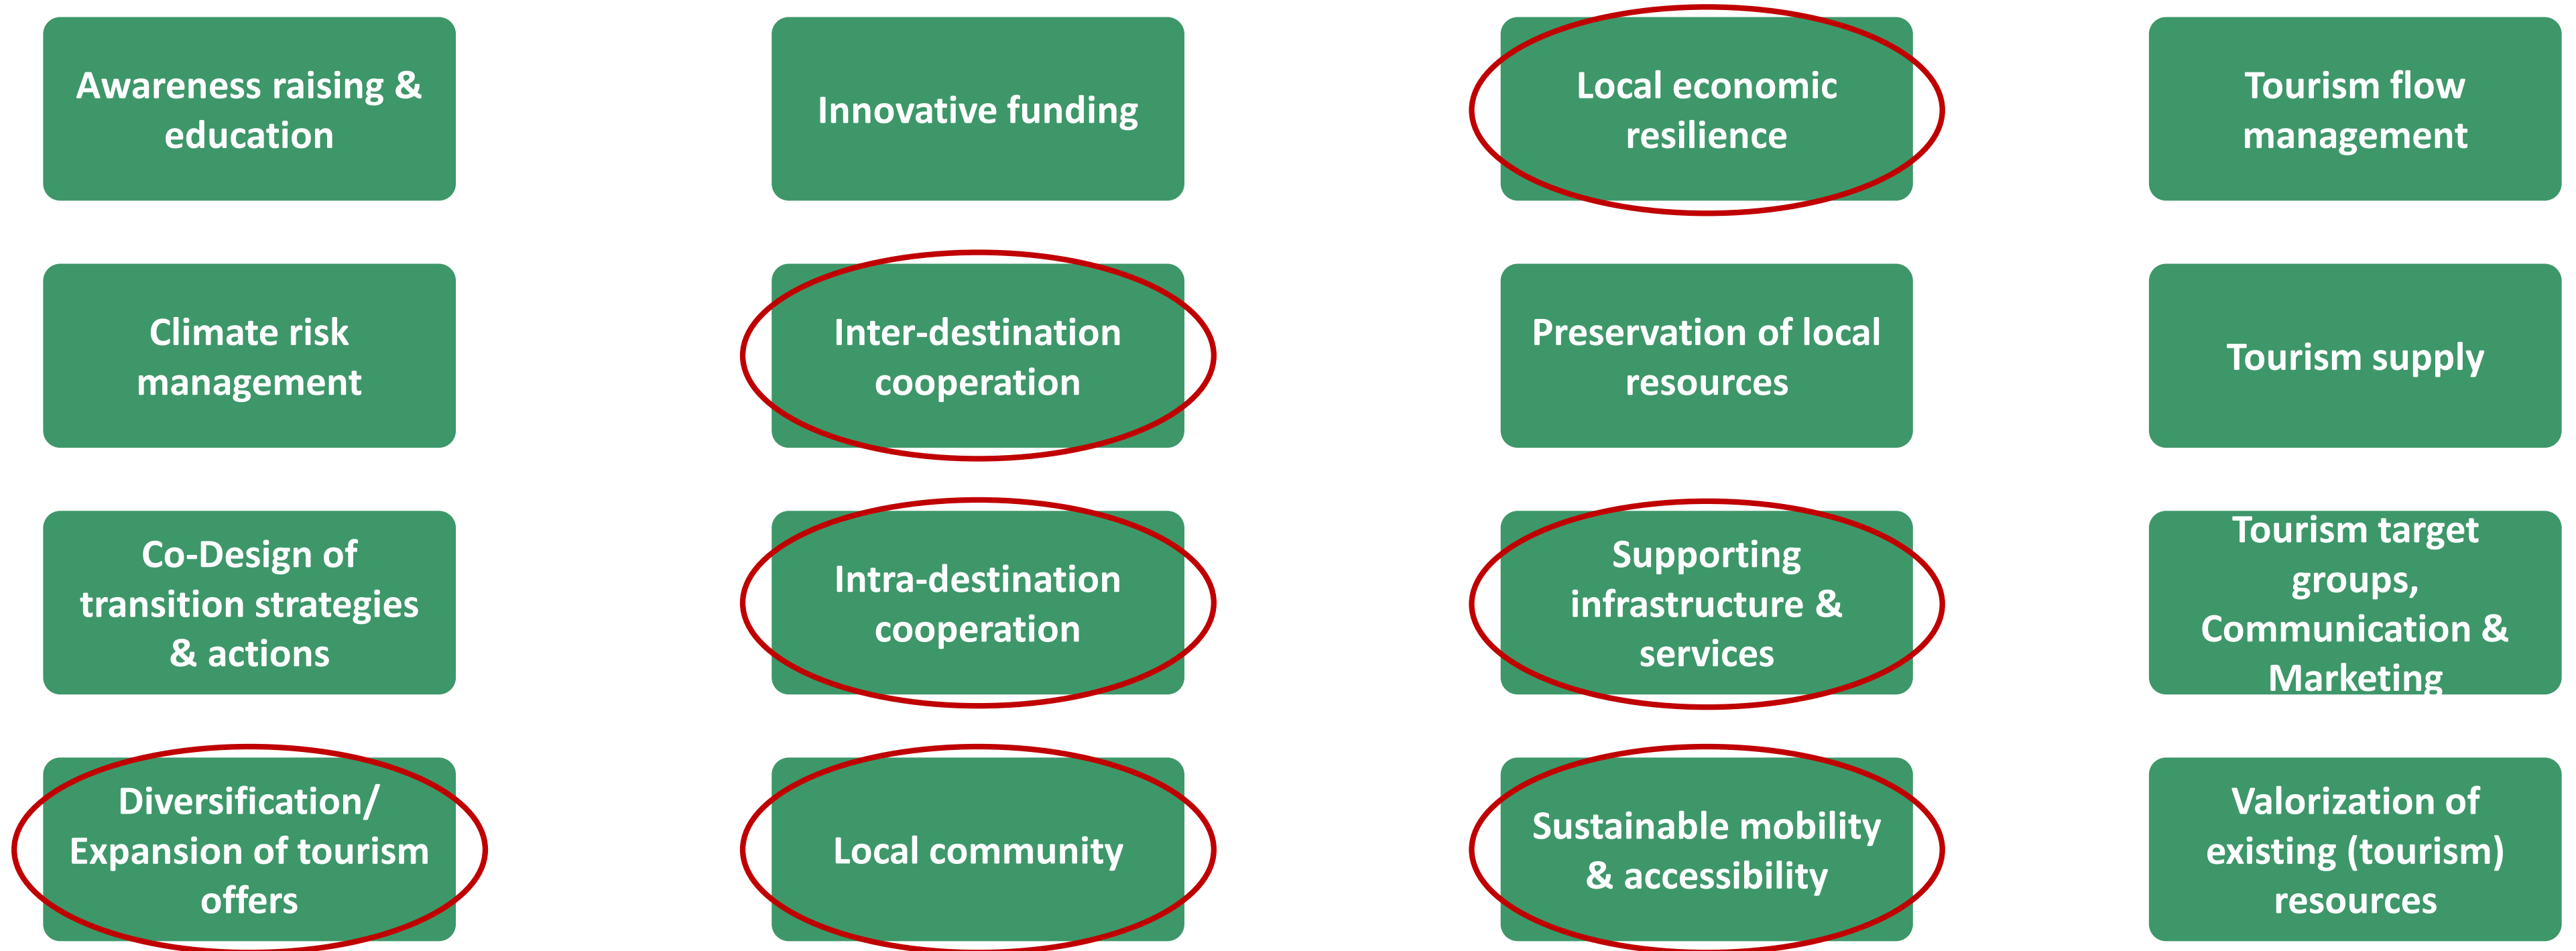 Awareness raising &
education
Innovative funding
Local economic
resilience
Tourism flow
management
Climate risk
management
Inter-destination
cooperation
Preservation of local
resources
Tourism supply
Co-Design of
transition strategies
& actions
Intra-destination
cooperation
Supporting
infrastructure &
services
Tourism target
groups,
Communication &
Marketing
Diversification/
Expansion of tourism
offers
Local community
Sustainable mobility
& accessibility
Valorization of
existing (tourism)
resources